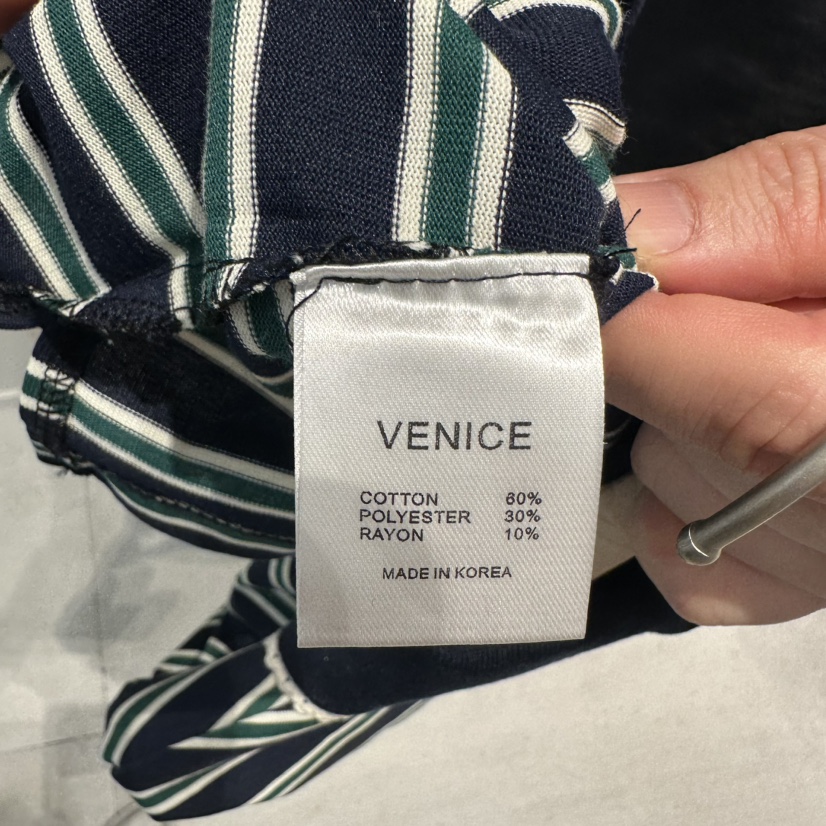 VENICE
COTTON 60%
POLYESTER 30%
RAYON 10%
MADE IN KOREA